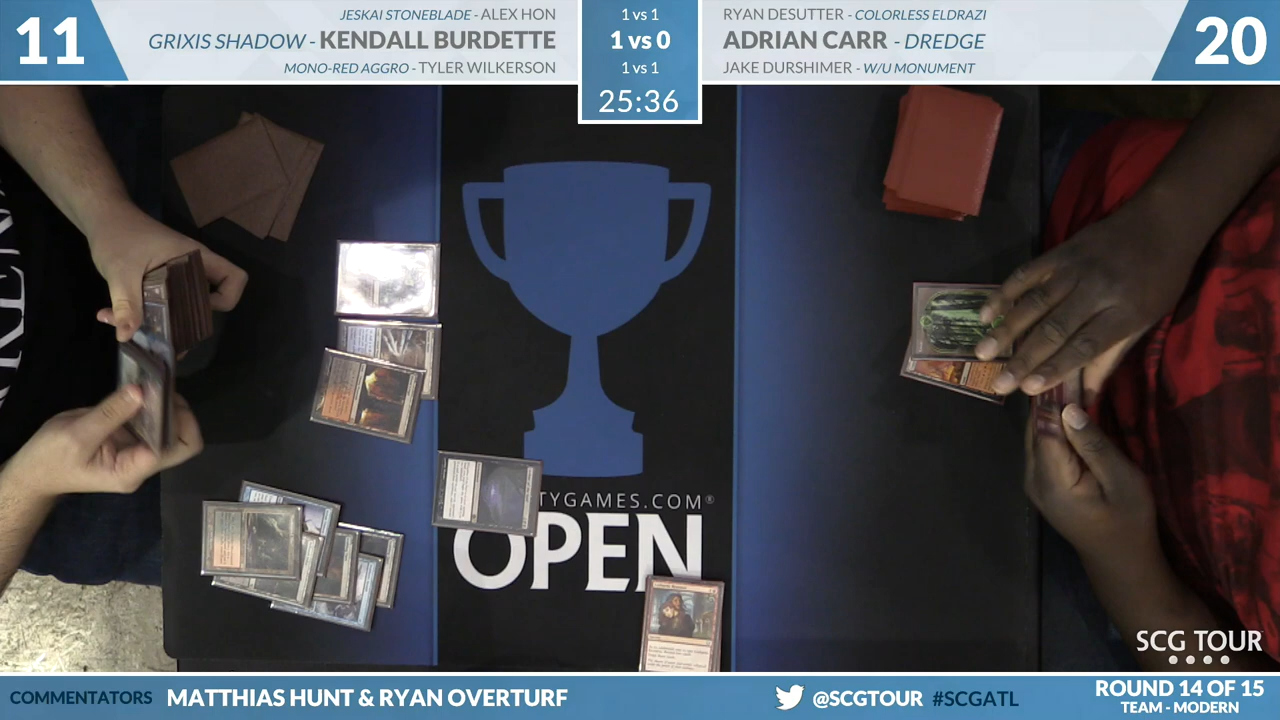 11
JESKAI STONEBLADE - ALEX HON
GRIXIS SHADOW - KENDALL BURDETTE
MONO-RED AGGRO - TYLER WILKERSON
1 vs 1
1 vs 0
1 vs 1
25:36
RYAN DESUTTER - COLORLESS ELDRAZI
ADRIAN CARR - DREDGE
JAKE DURSHIMER - W/U MONUMENT
20
TYGAMES.COM®
OPEN
SCG TOUR
COMMENTATORS MATTHIAS HUNT & RYAN OVERTURF
@SCGTOUR #SCGATL
ROUND 14 OF 15
TEAM - MODERN